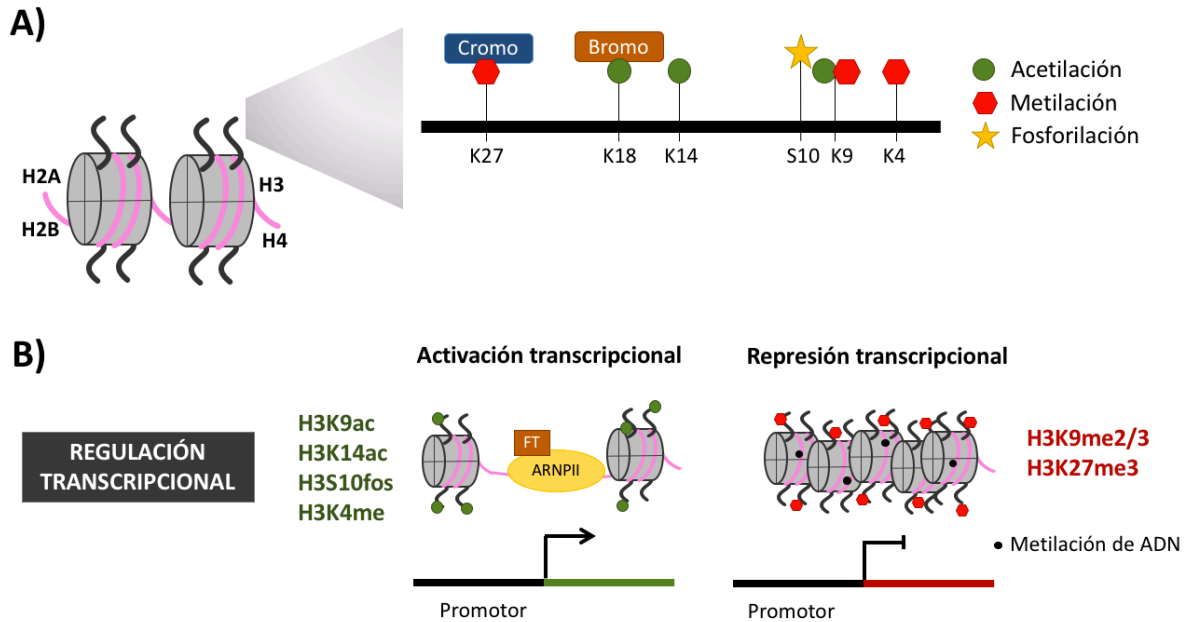 A)
Cromo
Bromo
Acetilación
Metilación
Fosforilación
K27
K18
K14
S10
K9
K4
H2A
H2B
H3
H4
B)
Activación transcripcional
Represión transcripcional
REGULACIÓN
TRANSCRIPCIONAL
H3K9ac
H3K14ac
H3S10fos
H3K4me
FT
ARNPII
H3K9me2/3
H3K27me3
Metilación de ADN
Promotor
Promotor